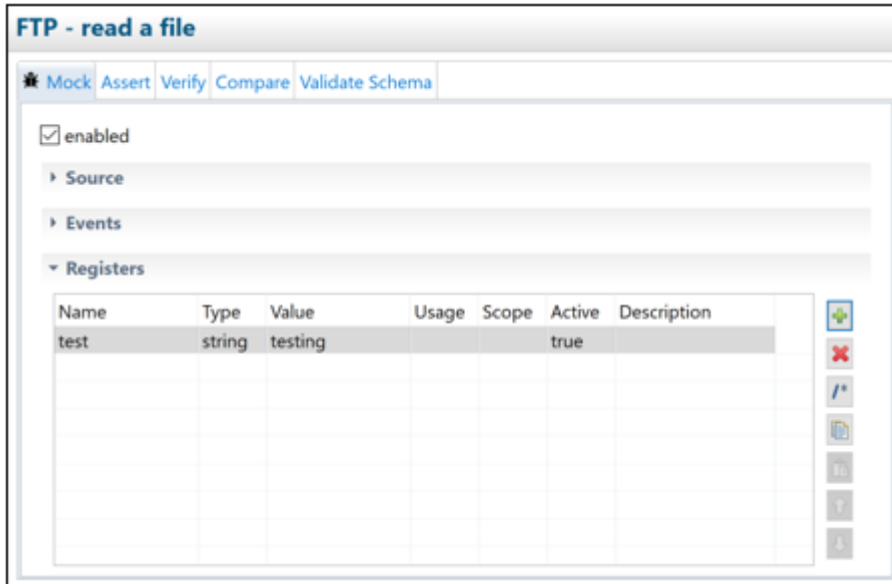 FTP - read a file
Mock Assert Verify Compare Validate Schema
enabled
Source
Events
Registers
Name Type Value Usage Scope Active Description
test string testing true
/*